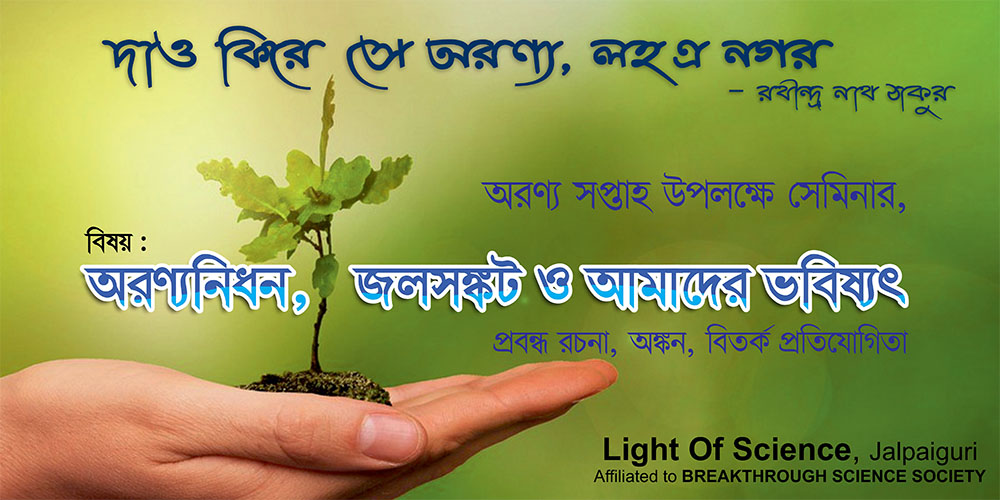 দাও ফিরে সে অরণ্য, লহ এ নগর
- রবীন্দ্র নাথ ঠাকুর
অরণ্য সপ্তাহ উপলক্ষে সেমিনার,
বিষয় :
অরণ্যনিধন, জলসঙ্কট ও আমাদের ভবিষ্যৎ
প্রবন্ধ রচনা, অঙ্কন, বিতর্ক প্রতিযোগিতা
Light Of Science, Jalpaiguri
Affiliated to BREAKTHROUGH SCIENCE SOCIETY